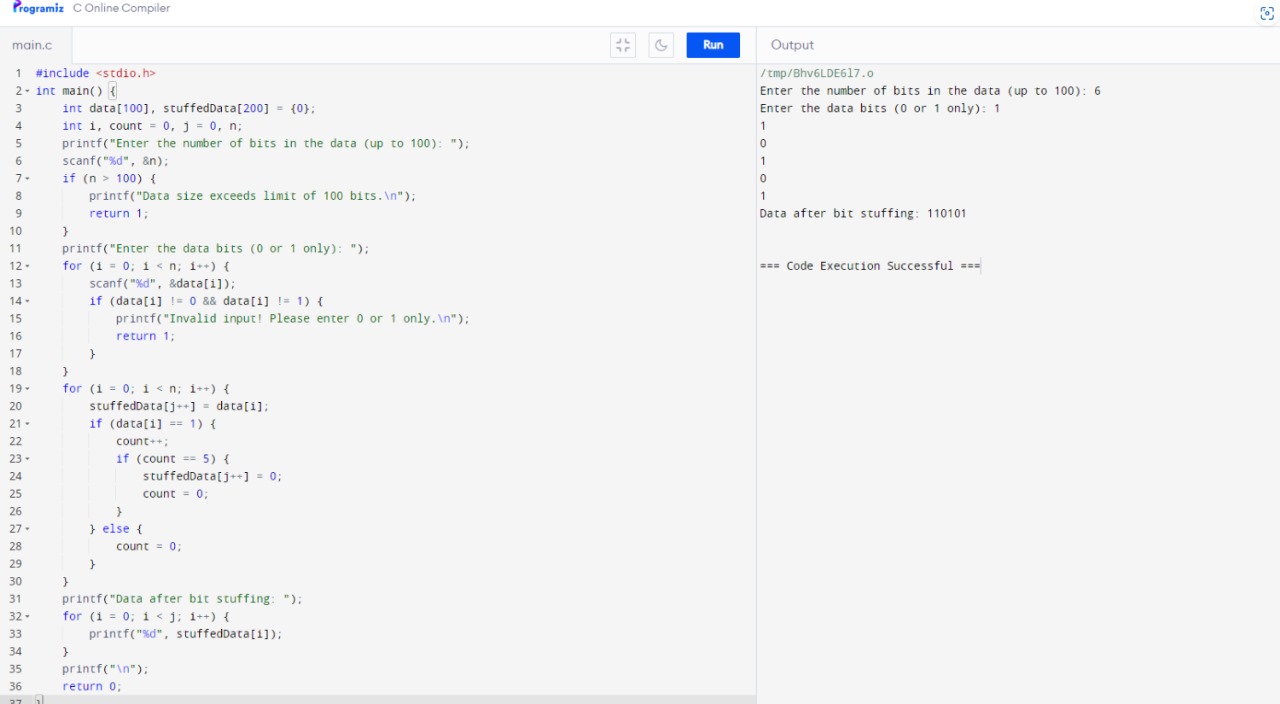 Programiz C Online Compiler
main.c
Run
Output
1 #include <stdio.h>
2 int main() {
3     int data[100], stuffedData[200] = {0};
4     int i, count = 0, j = 0, n;
5     printf("Enter the number of bits in the data (up to 100): ");
6     scanf("%d", &n);
7     if (n > 100) {
8         printf("Data size exceeds limit of 100 bits.\n");
9         return 1;
10     }
11     printf("Enter the data bits (0 or 1 only): ");
12     for (i = 0; i < n; i++) {
13         scanf("%d", &data[i]);
14         if (data[i] != 0 && data[i] != 1) {
15             printf("Invalid input! Please enter 0 or 1 only.\n");
16             return 1;
17         }
18     }
19     for (i = 0; i < n; i++) {
20         stuffedData[j++] = data[i];
21         if (data[i] == 1) {
22             count++;
23             if (count == 5) {
24                 stuffedData[j++] = 0;
25                 count = 0;
26             }
27         } else {
28             count = 0;
29         }
30     }
31     printf("Data after bit stuffing: ");
32     for (i = 0; i < j; i++) {
33         printf("%d", stuffedData[i]);
34     }
35     printf("\n");
36     return 0;
37 }
/tmp/Bhv6LDE6l7.o
Enter the number of bits in the data (up to 100): 6
Enter the data bits (0 or 1 only): 1
1
0
1
0
1
Data after bit stuffing: 110101
=== Code Execution Successful ===